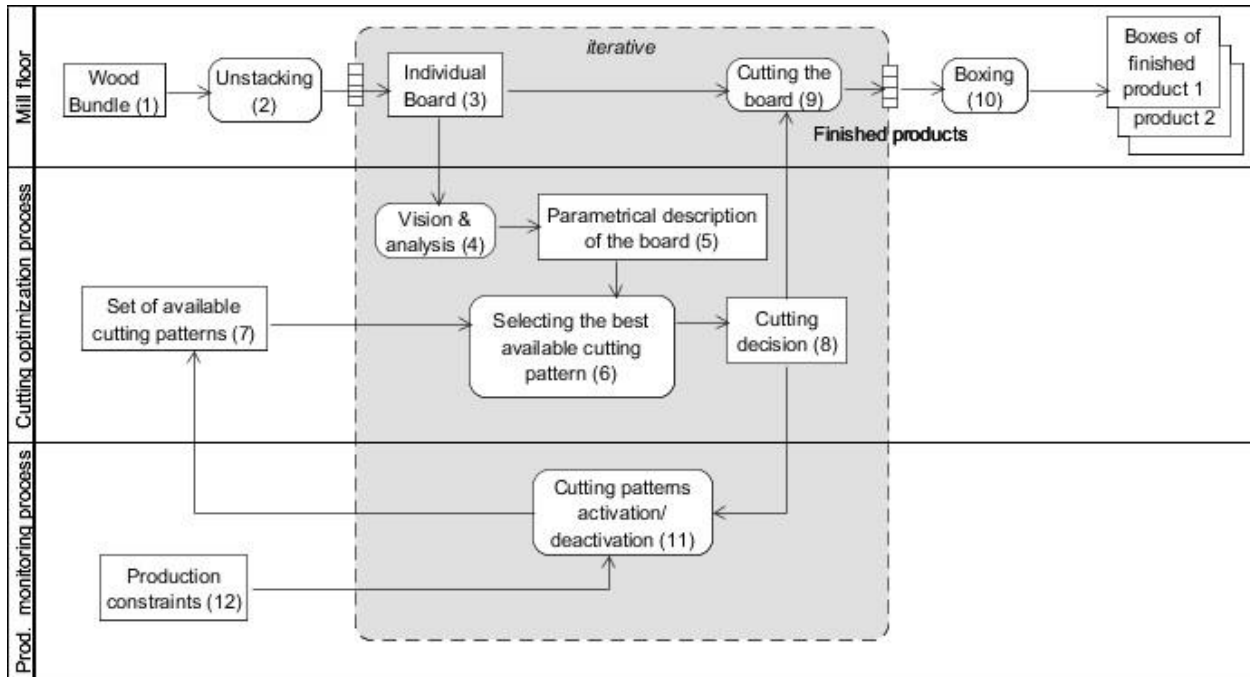 Mill floor
iterative
Wood
Bundle (1)
Unstacking
(2)
Individual
Board (3)
Cutting the
board (9)
Finished products
Boxing
(10)
Boxes of
finished
product 1
product 2
Cutting optimization process
Vision &
analysis (4)
Parametrical description
of the board (5)
Set of available
cutting patterns (7)
Selecting the best
available cutting
pattern (6)
Cutting
decision (8)
Prod. monitoring process
Cutting patterns
activation/
deactivation (11)
Production
constraints (12)